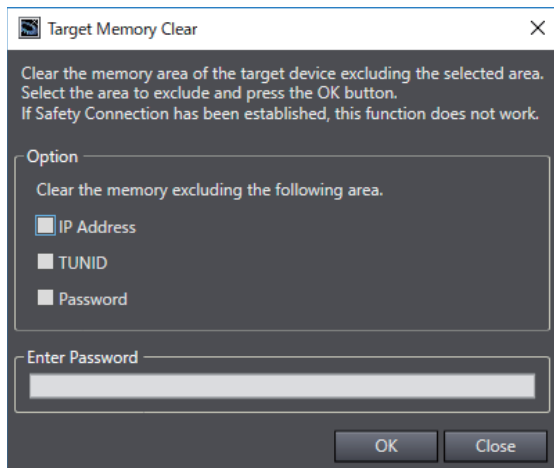 Target Memory Clear
Clear the memory area of the target device excluding the selected area.
Select the area to exclude and press the OK button.
If Safety Connection has been established, this function does not work.
Option
Clear the memory excluding the following area.
IP Address
TUNID
Password
Enter Password
OK
Close